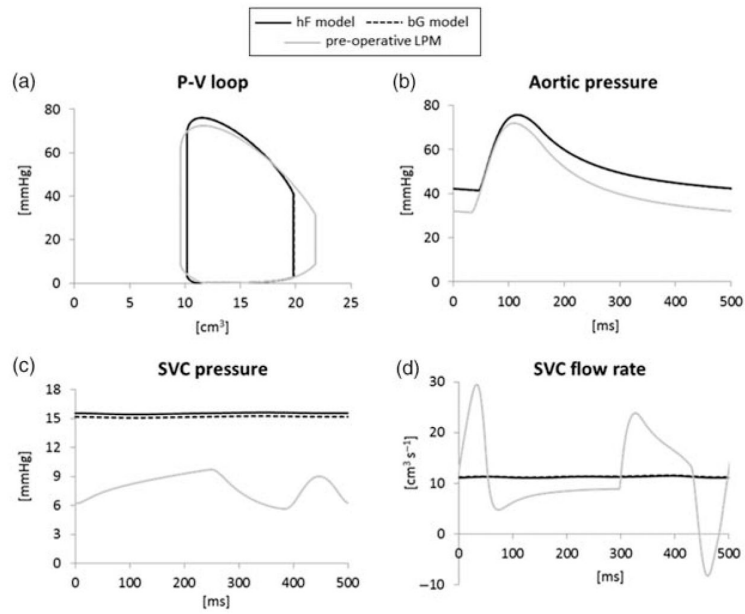 hF model
bG model
pre-operative LPM
(a)
P-V loop
[mmHg]
80
60
40
20
0
0 5 10 15 20 25
[cm³]
(b)
Aortic pressure
[mmHg]
80
60
40
20
0
0 100 200 300 400 500
[ms]
(c)
SVC pressure
[mmHg]
18
15
12
9
6
3
0
0 100 200 300 400 500
[ms]
(d)
SVC flow rate
[cm³ s⁻¹]
30
20
10
0
−10
0 100 200 300 400 500
[ms]